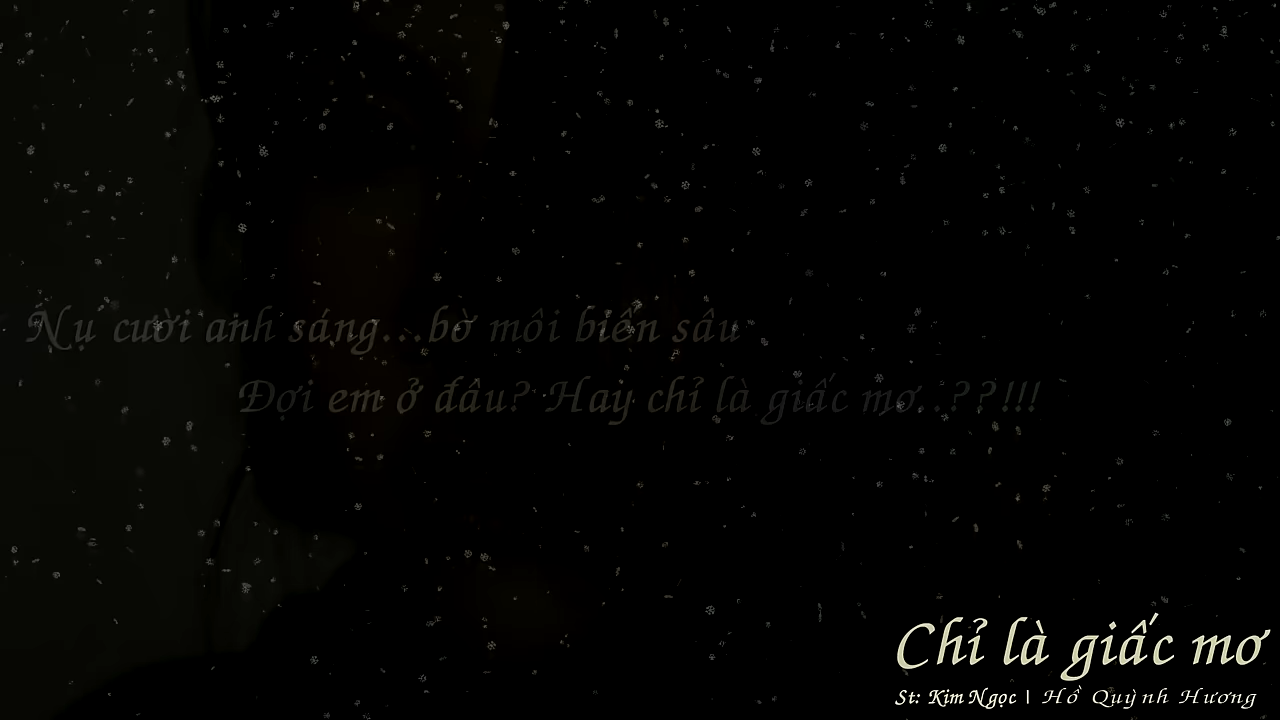 Nụ cười anh sáng...bờ môi biển sâu
Đợi em ở đâu? Hay chỉ là giấc mơ..??!!!
Chỉ là giấc mơ
St: Kim Ngọc | Hồ Quỳnh Hương